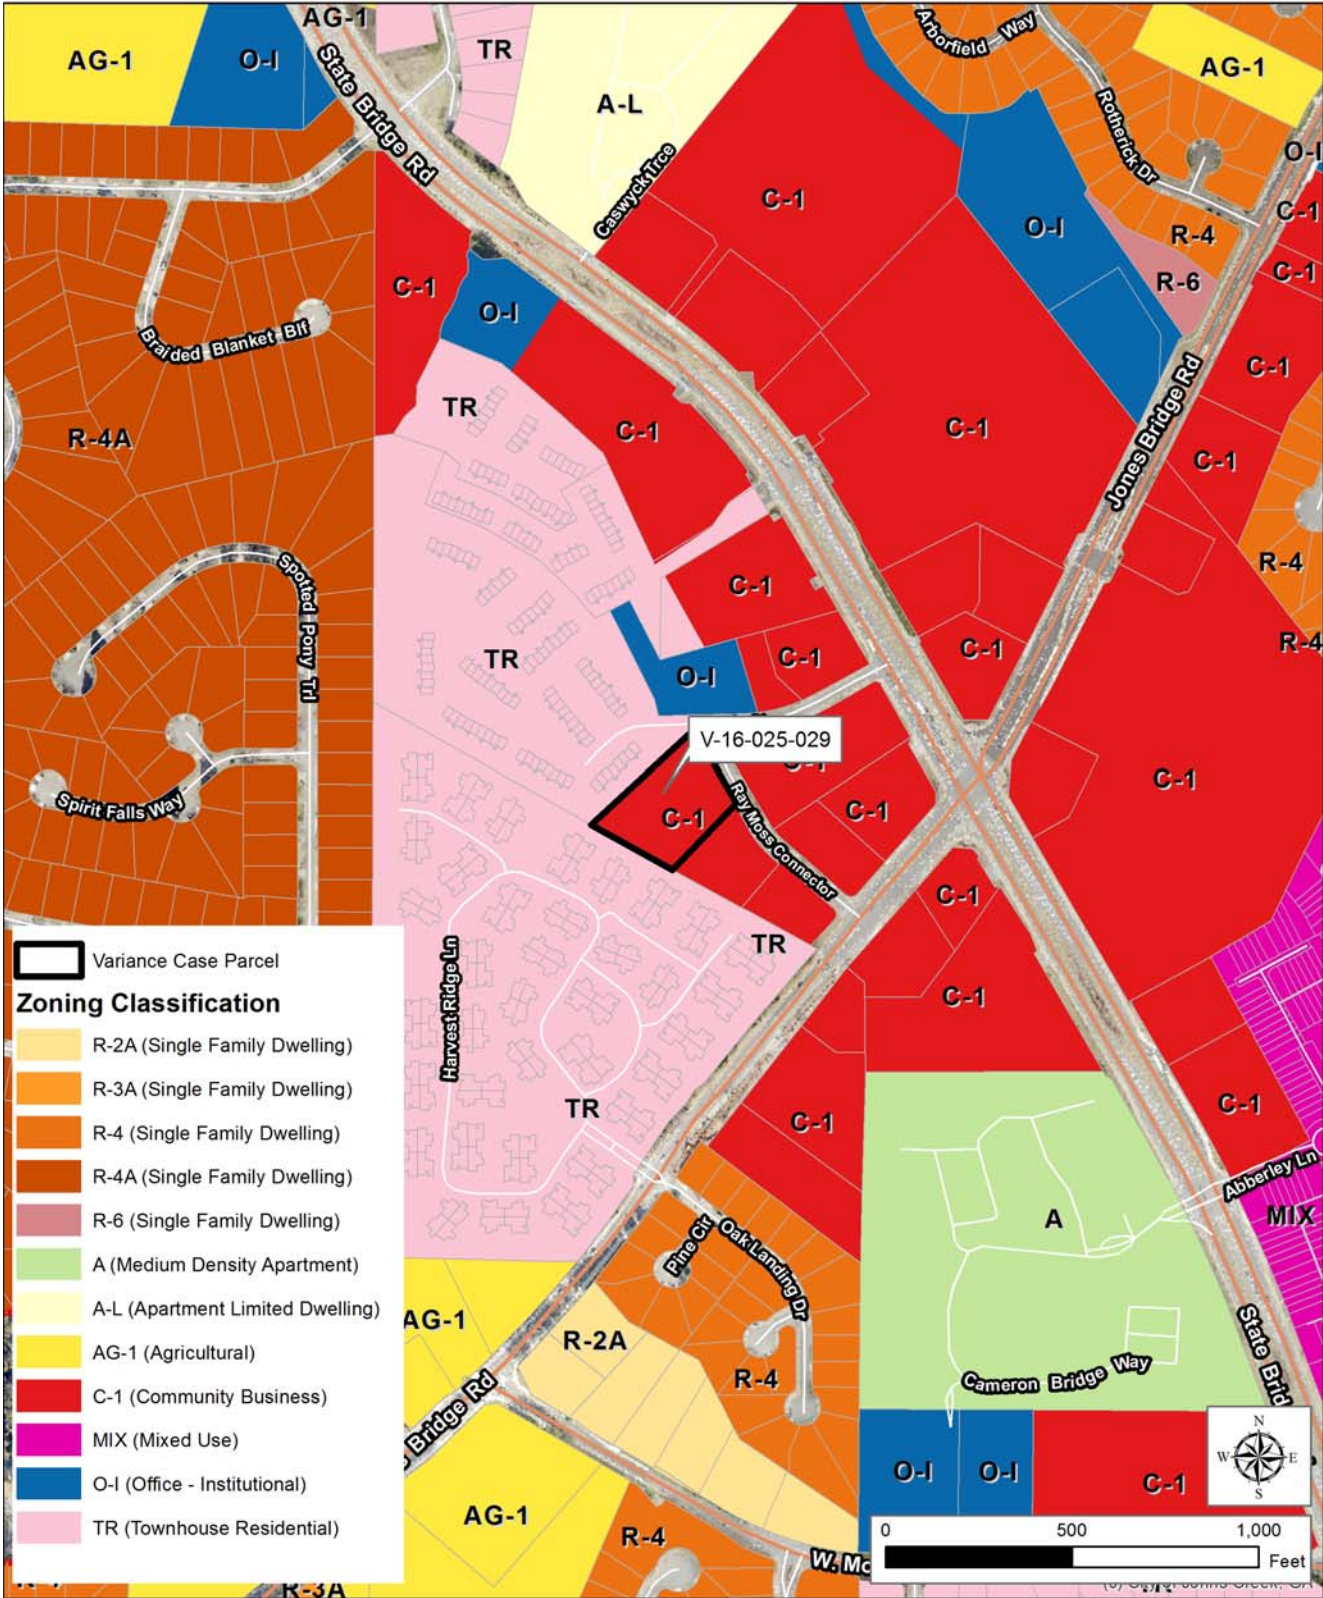 AG-1
AG-1
O-I
State Bridge Rd
TR
A-L
Caswyck Trce
C-1
Arborfield Way
AG-1
Rotherick Dr
O-I
O-I
C-1
R-4
R-6
C-1
C-1
C-1
O-I
Braided Blanket Blf
R-4A
TR
C-1
C-1
Jones Bridge Rd
C-1
R-4
R-4
Spotted Pony Trl
C-1
TR
C-1
C-1
O-I
V-16-025-029
C-1
C-1
C-1
C-1
Spirit Falls Way
Ray Moss Connector
C-1
TR
C-1
Harvest Ridge Ln
TR
C-1
C-1
A
Abberley Ln
MIX
Pine Cir
Oak Landing Dr
AG-1
R-2A
R-4
State Brid
Cameron Bridge Way
Bridge Rd
AG-1
R-4
W. Mc
O-I
O-I
C-1
R-3A
Variance Case Parcel
Zoning Classification
R-2A (Single Family Dwelling)
R-3A (Single Family Dwelling)
R-4 (Single Family Dwelling)
R-4A (Single Family Dwelling)
R-6 (Single Family Dwelling)
A (Medium Density Apartment)
A-L (Apartment Limited Dwelling)
AG-1 (Agricultural)
C-1 (Community Business)
MIX (Mixed Use)
O-I (Office - Institutional)
TR (Townhouse Residential)
N
W E
S
0 500 1,000
Feet